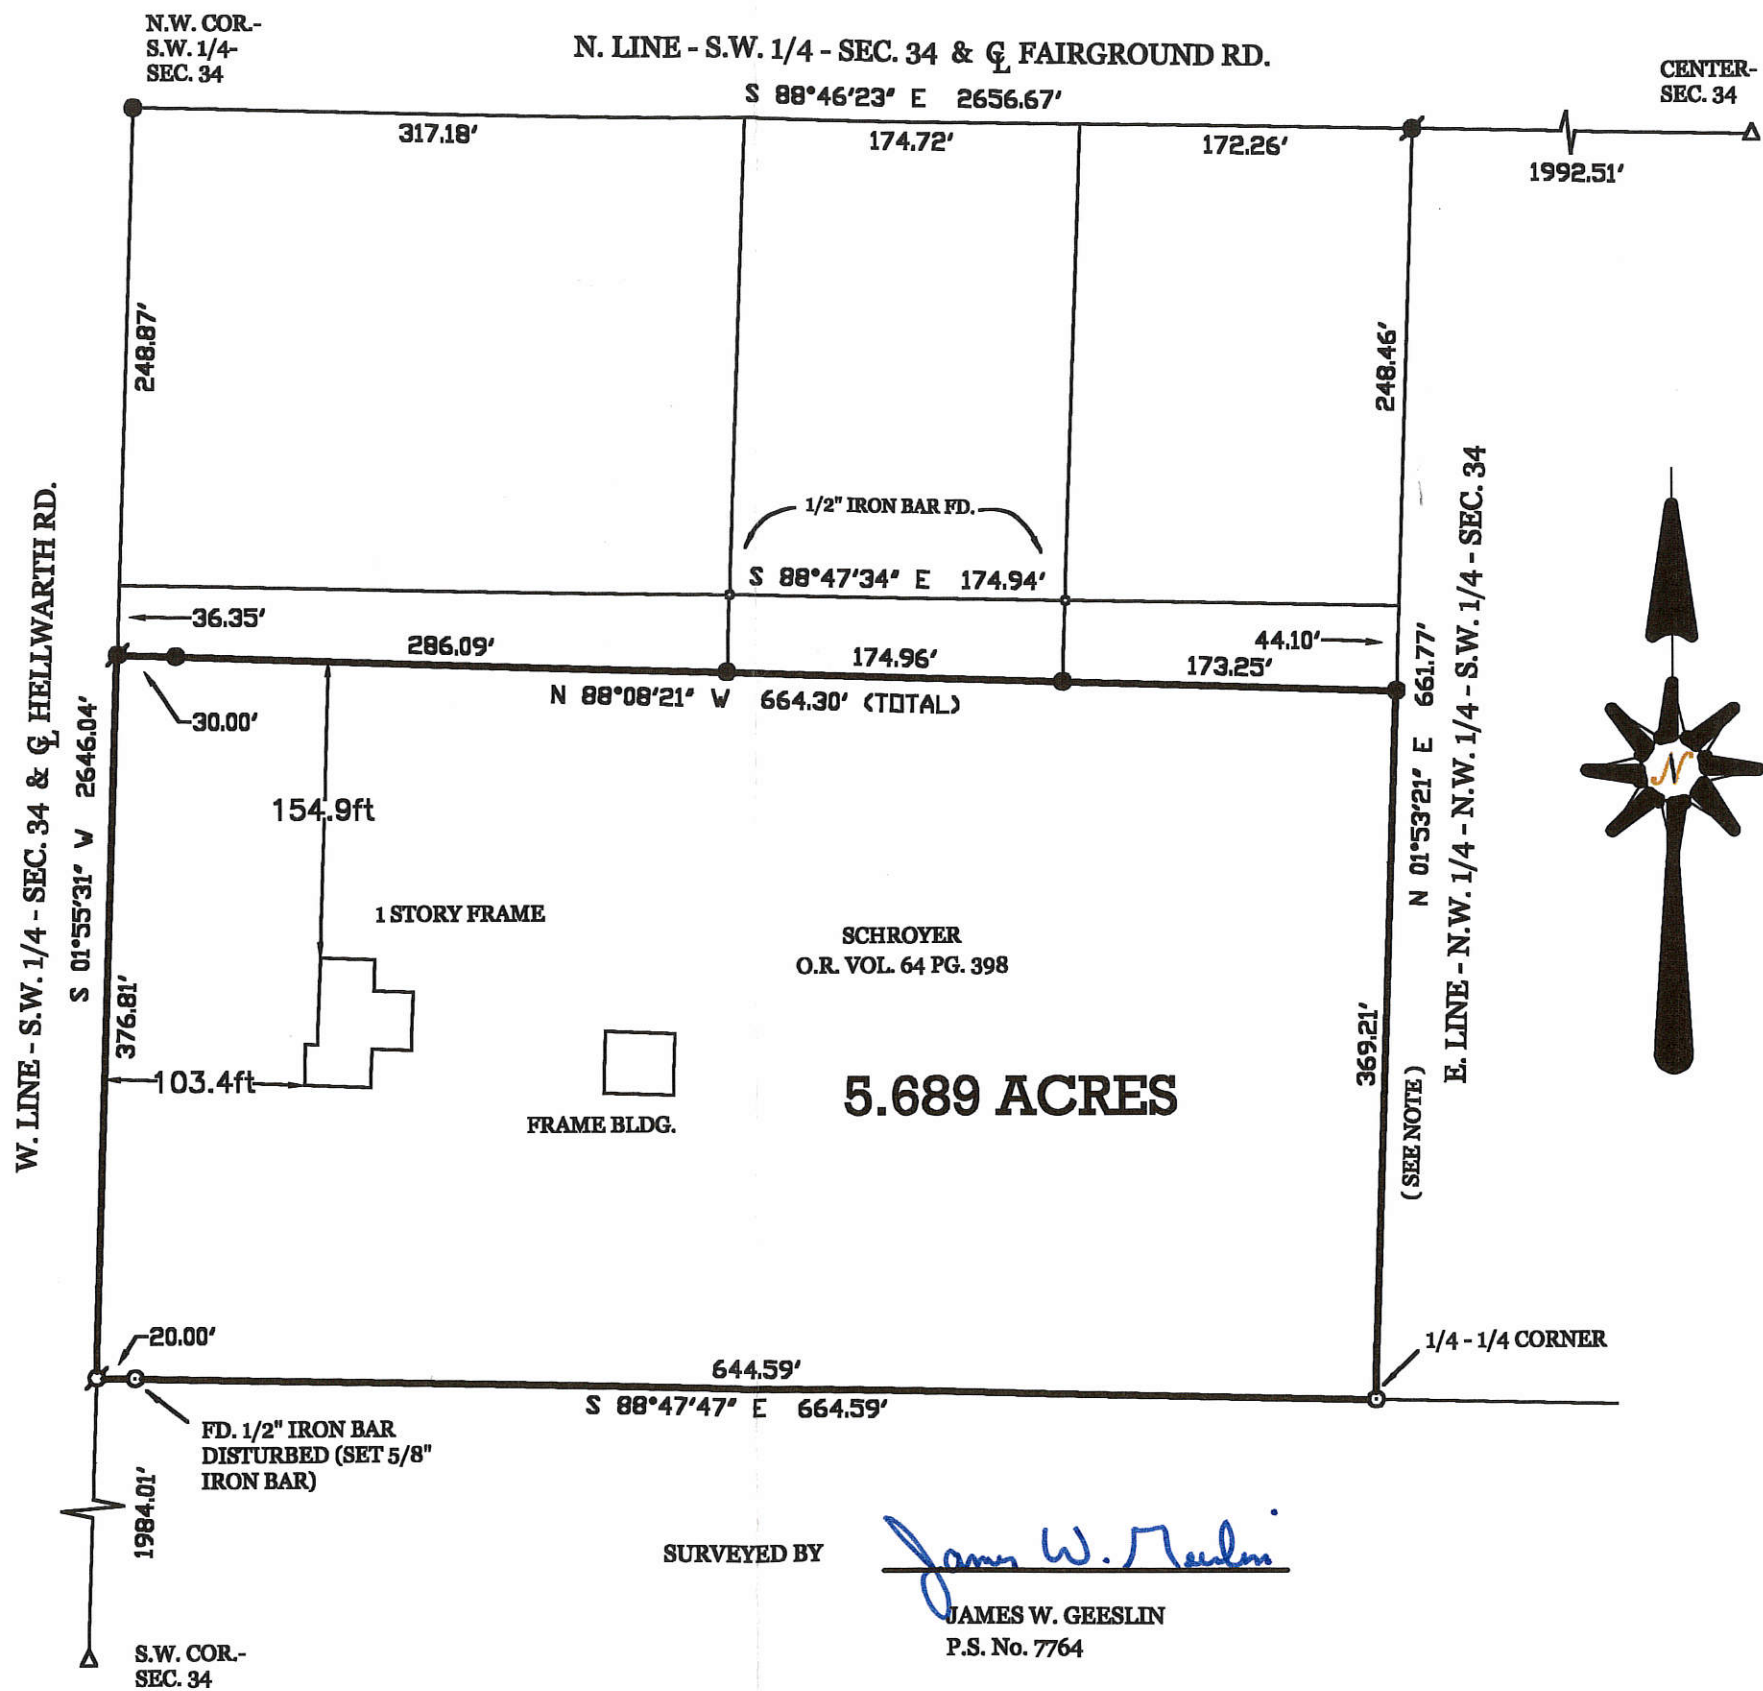 N.W. COR.-
S.W. 1/4-
SEC. 34
N. LINE - S.W. 1/4 - SEC. 34 & ℄ FAIRGROUND RD.
S 88°46'23" E 2656.67'
CENTER-
SEC. 34
317.18'
174.72'
172.26'
1992.51'
248.87'
248.46'
1/2" IRON BAR FD.
S 88°47'34" E 174.94'
36.35'
286.09'
174.96'
44.10'
173.25'
N 88°08'21" W 664.30' (TOTAL)
30.00'
W. LINE - S.W. 1/4 - SEC. 34 & ℄ HELLWARTH RD.
S 01°55'31" W 2646.04'
376.81'
154.9ft
1 STORY FRAME
103.4ft
FRAME BLDG.
SCHROYER
O.R. VOL. 64 PG. 398
5.689 ACRES
369.21'
N 01°53'21" E 661.77'
(SEE NOTE)
E. LINE - N.W. 1/4 - N.W. 1/4 - S.W. 1/4 - SEC. 34
N
20.00'
644.59'
S 88°47'47" E 664.59'
1/4 - 1/4 CORNER
FD. 1/2" IRON BAR
DISTURBED (SET 5/8"
IRON BAR)
1984.01'
S.W. COR.-
SEC. 34
SURVEYED BY
James W. Geeslin
JAMES W. GEESLIN
P.S. No. 7764